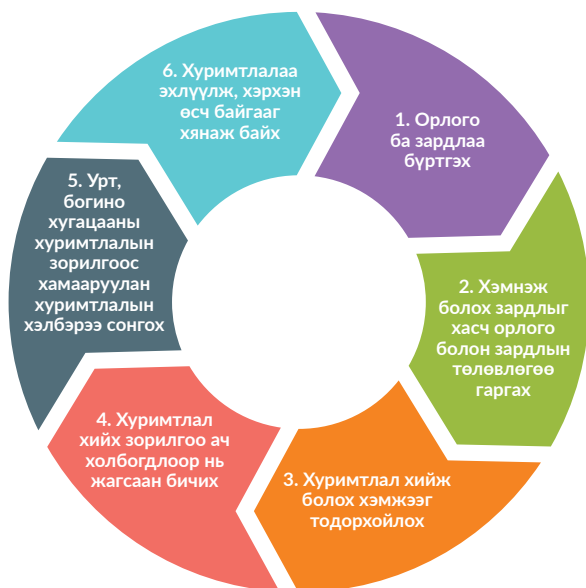 1. Орлого
ба зардлаа
бүртгэх
2. Хэмнэж
болох зардлыг
хасч орлого
болон зардлын
төлөвлөгөө
гаргах
3. Хуримтлал хийж
болох хэмжээг
тодорхойлох
4. Хуримтлал
хийх зорилгоо ач
холбогдлоор нь
жагсаан бичих
5. Урт,
богино
хугацааны
хуримтлалын
зорилгоос
хамааруулан
хуримтлалын
хэлбэрээ сонгох
6. Хуримтлалаа
эхлүүлж, хэрхэн
өсч байгааг
хянаж байх